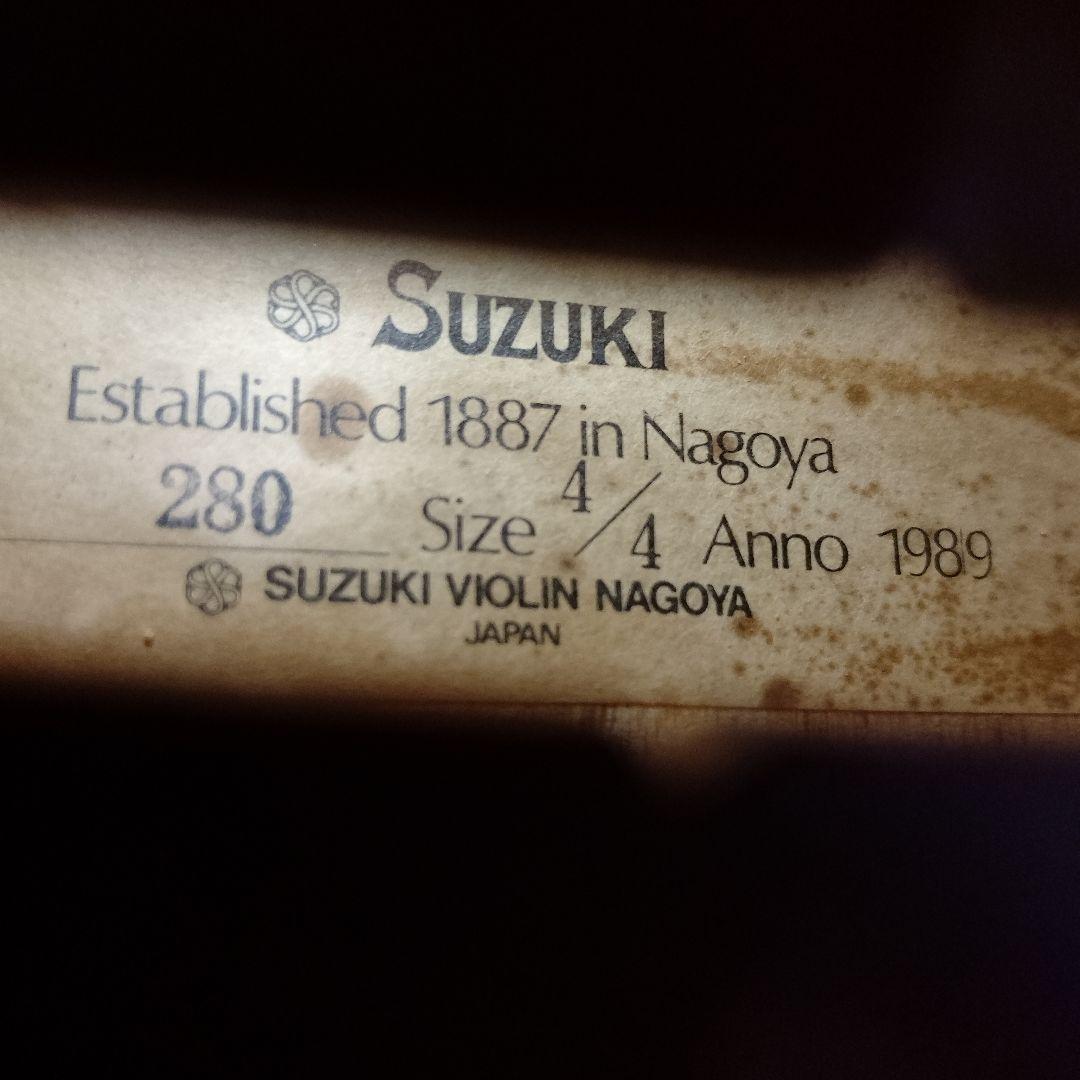 SUZUKI
Established 1887 in Nagoya
280 Size 4/4 Anno 1989
SUZUKI VIOLIN NAGOYA
JAPAN